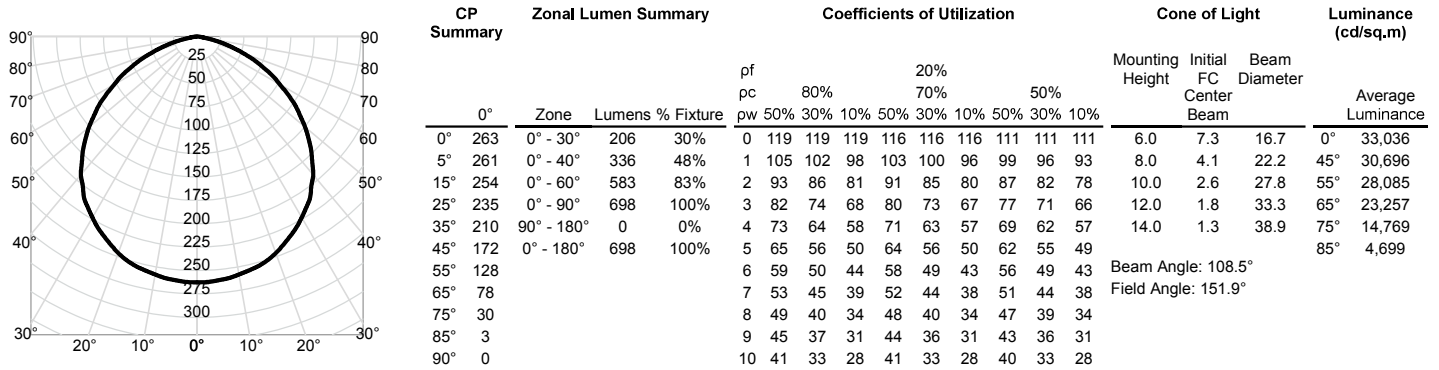 90° 90
80° 80°
70° 70°
60° 60°
50° 50°
40° 40°
30° 20° 10° 0° 10° 20° 30°
25
50
75
100
125
150
175
200
225
250
275
300
CP Summary
0°
0° 263
5° 261
15° 254
25° 235
35° 210
45° 172
55° 128
65° 78
75° 30
85° 3
90° 0
Zonal Lumen Summary
Zone Lumens % Fixture
0° - 30° 206 30%
0° - 40° 336 48%
0° - 60° 583 83%
0° - 90° 698 100%
90° - 180° 0 0%
0° - 180° 698 100%
Coefficients of Utilization
ρf 20%
ρc 80% 70% 50%
ρw 50% 30% 10% 50% 30% 10% 50% 30% 10%
0 119 119 119 116 116 116 111 111 111
1 105 102 98 103 100 96 99 96 93
2 93 86 81 91 85 80 87 82 78
3 82 74 68 80 73 67 77 71 66
4 73 64 58 71 63 57 69 62 57
5 65 56 50 64 56 50 62 55 49
6 59 50 44 58 49 43 56 49 43
7 53 45 39 52 44 38 51 44 38
8 49 40 34 48 40 34 47 39 34
9 45 37 31 44 36 31 43 36 31
10 41 33 28 41 33 28 40 33 28
Cone of Light
Mounting Height Initial FC Center Beam Beam Diameter
6.0 7.3 16.7
8.0 4.1 22.2
10.0 2.6 27.8
12.0 1.8 33.3
14.0 1.3 38.9
Beam Angle: 108.5°
Field Angle: 151.9°
Luminance
(cd/sq.m)
Average
Luminance
0° 33,036
45° 30,696
55° 28,085
65° 23,257
75° 14,769
85° 4,699